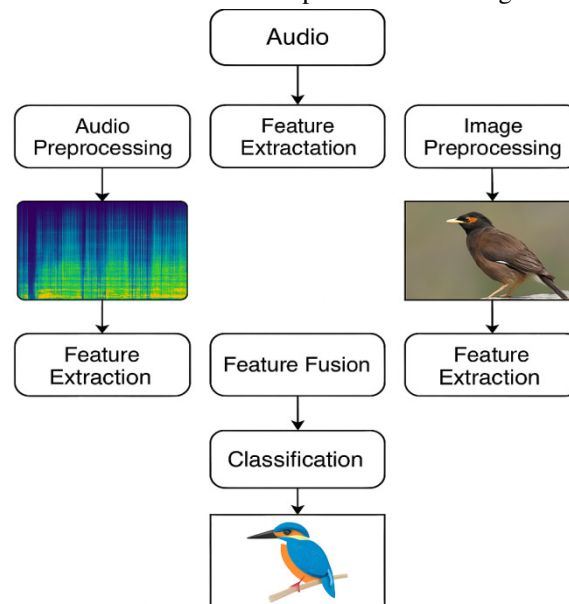 Audio
Audio
Preprocessing
Feature
Extractation
Image
Preprocessing
Feature
Extraction
Feature Fusion
Feature
Extraction
Classification